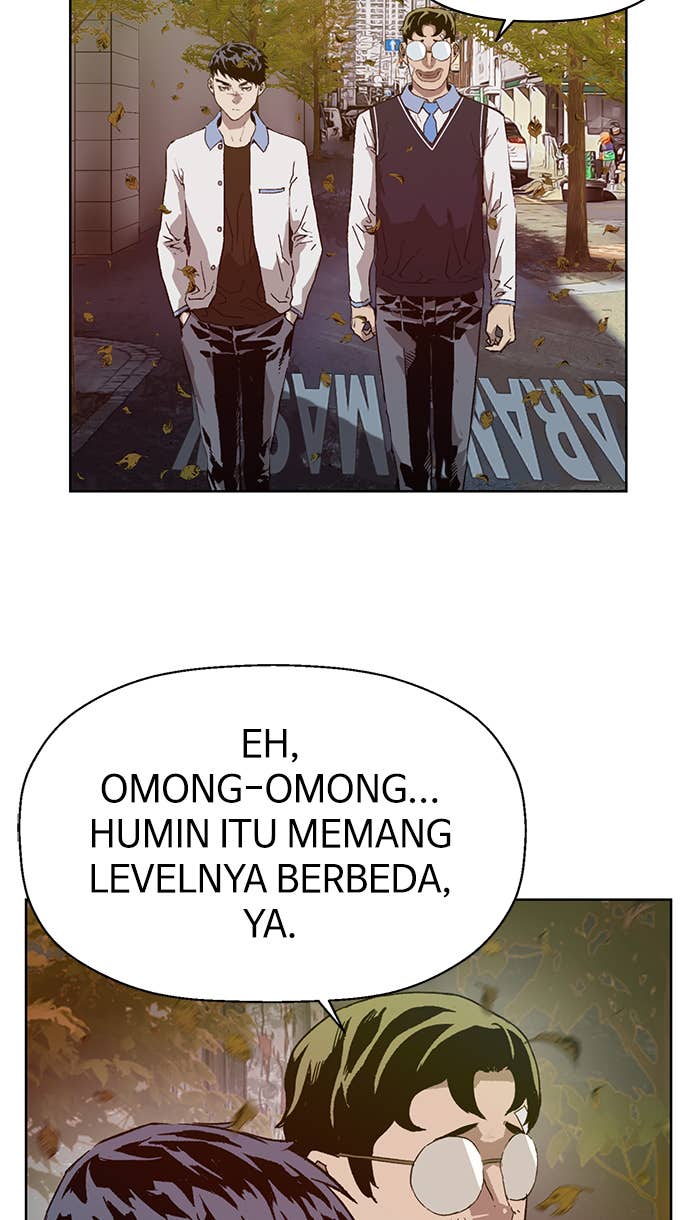 EH,
OMONG-OMONG...
HUMIN ITU MEMANG
LEVELNYA BERBEDA,
YA.